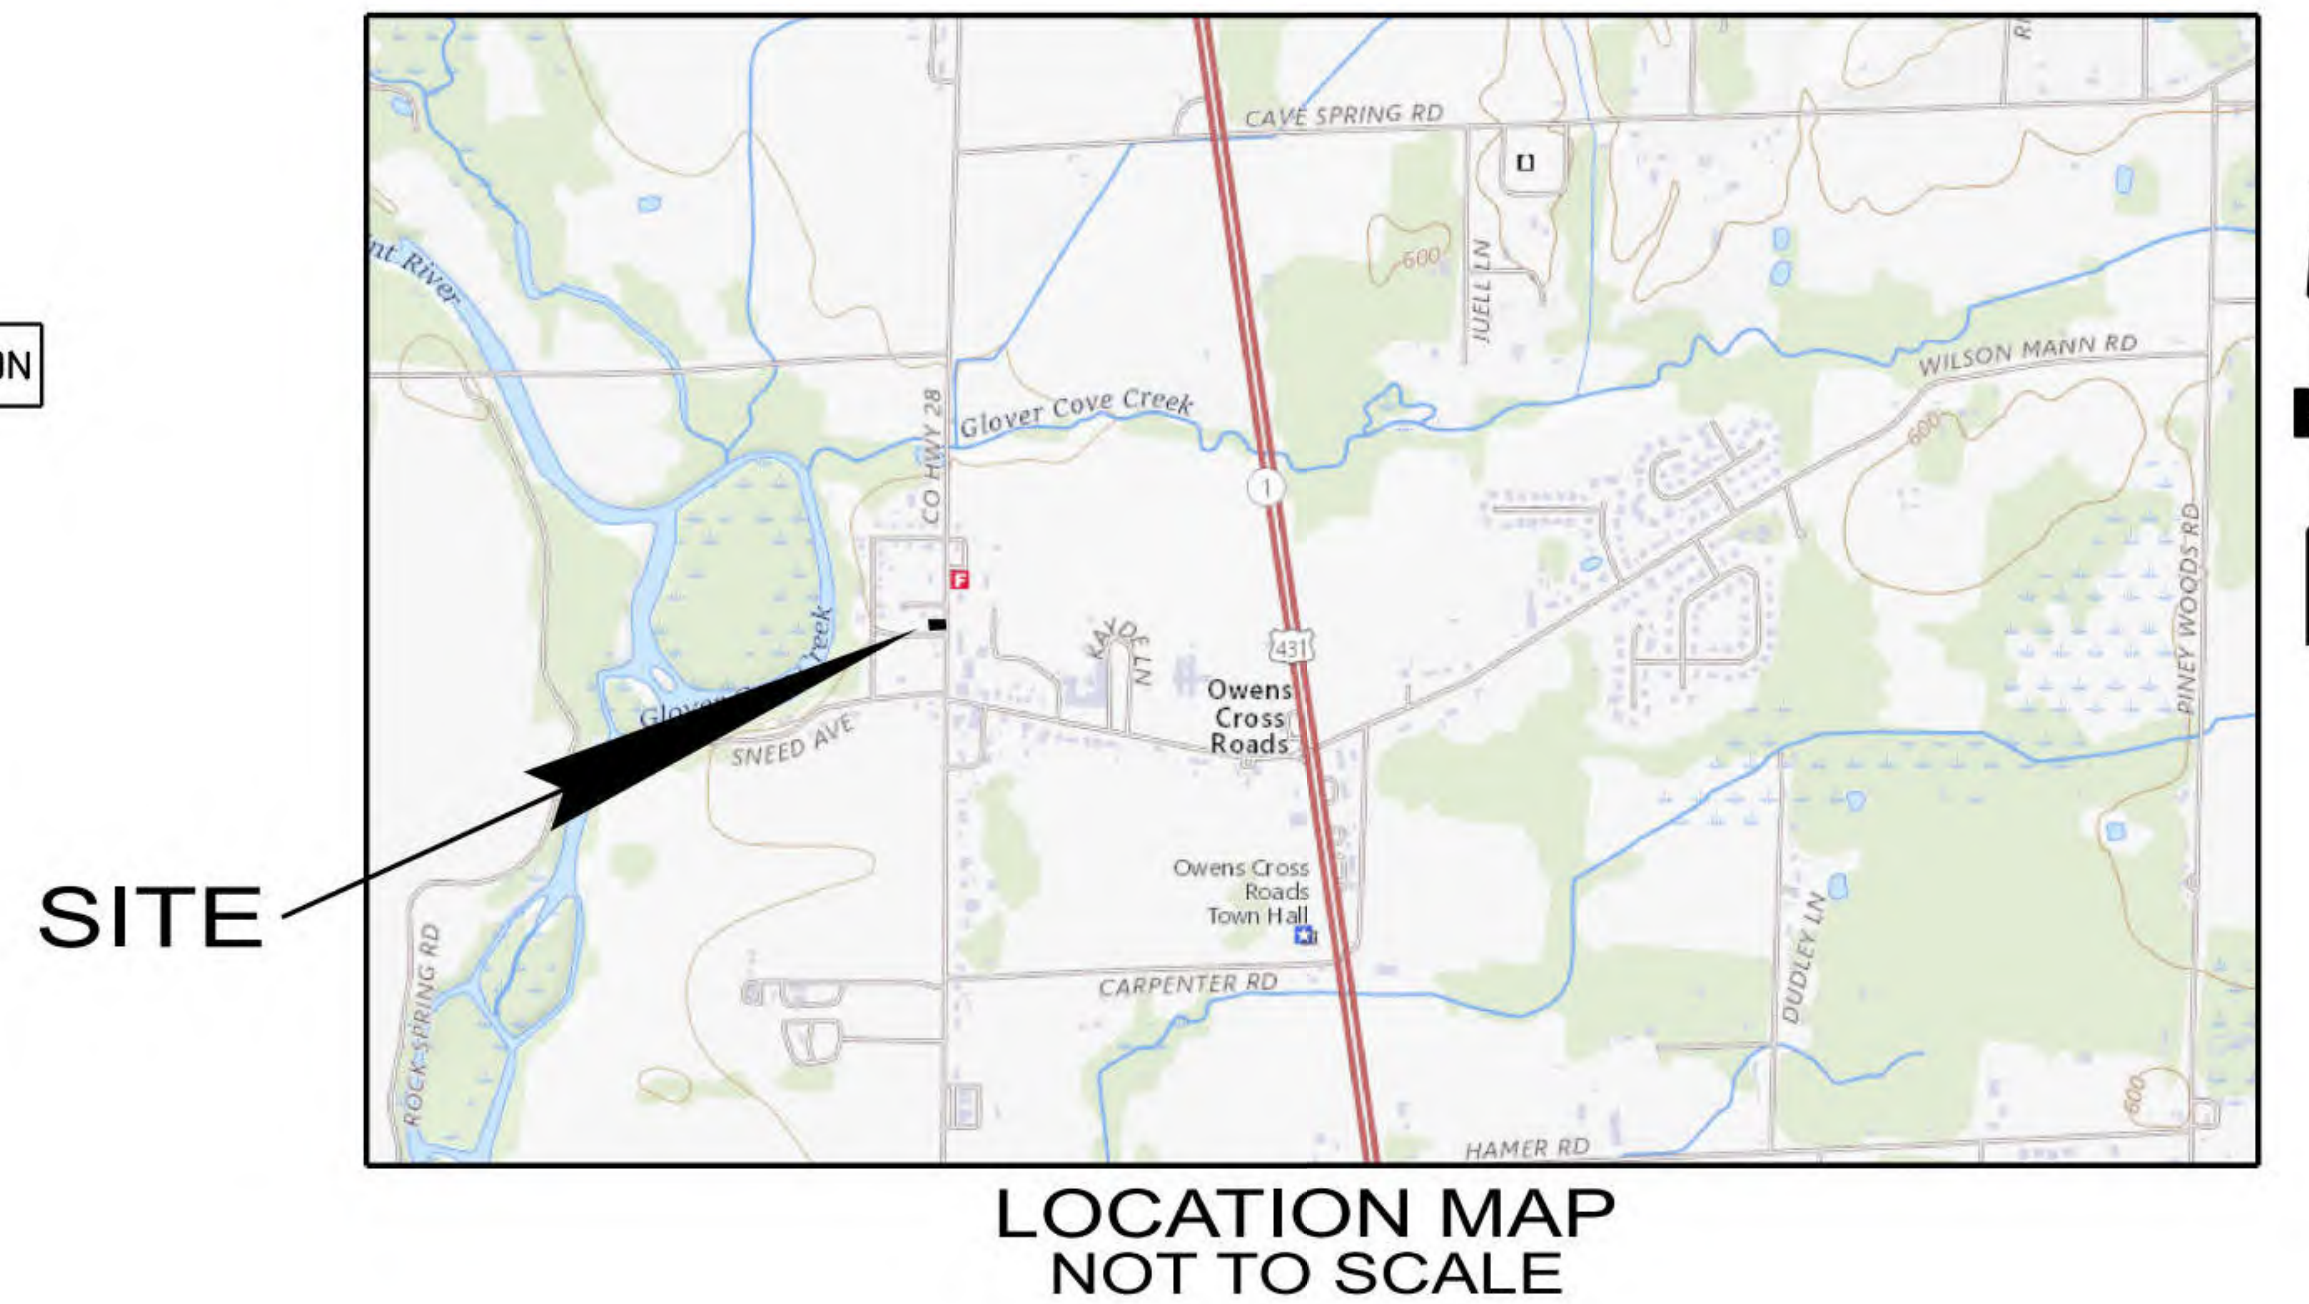 CAVE SPRING RD
nt River
600
JUELL LN
ON
WILSON MANN RD
CO HWY 28
Glover Cove Creek
600
1
PINEY WOODS RD
F
KAYDE LN
431
Owens
Cross
Roads
Creek
Glover
SNEED AVE
Owens Cross
Roads
Town Hall
SITE
CARPENTER RD
DUDLEY LN
ROCK SPRING RD
600
HAMER RD
LOCATION MAP
NOT TO SCALE